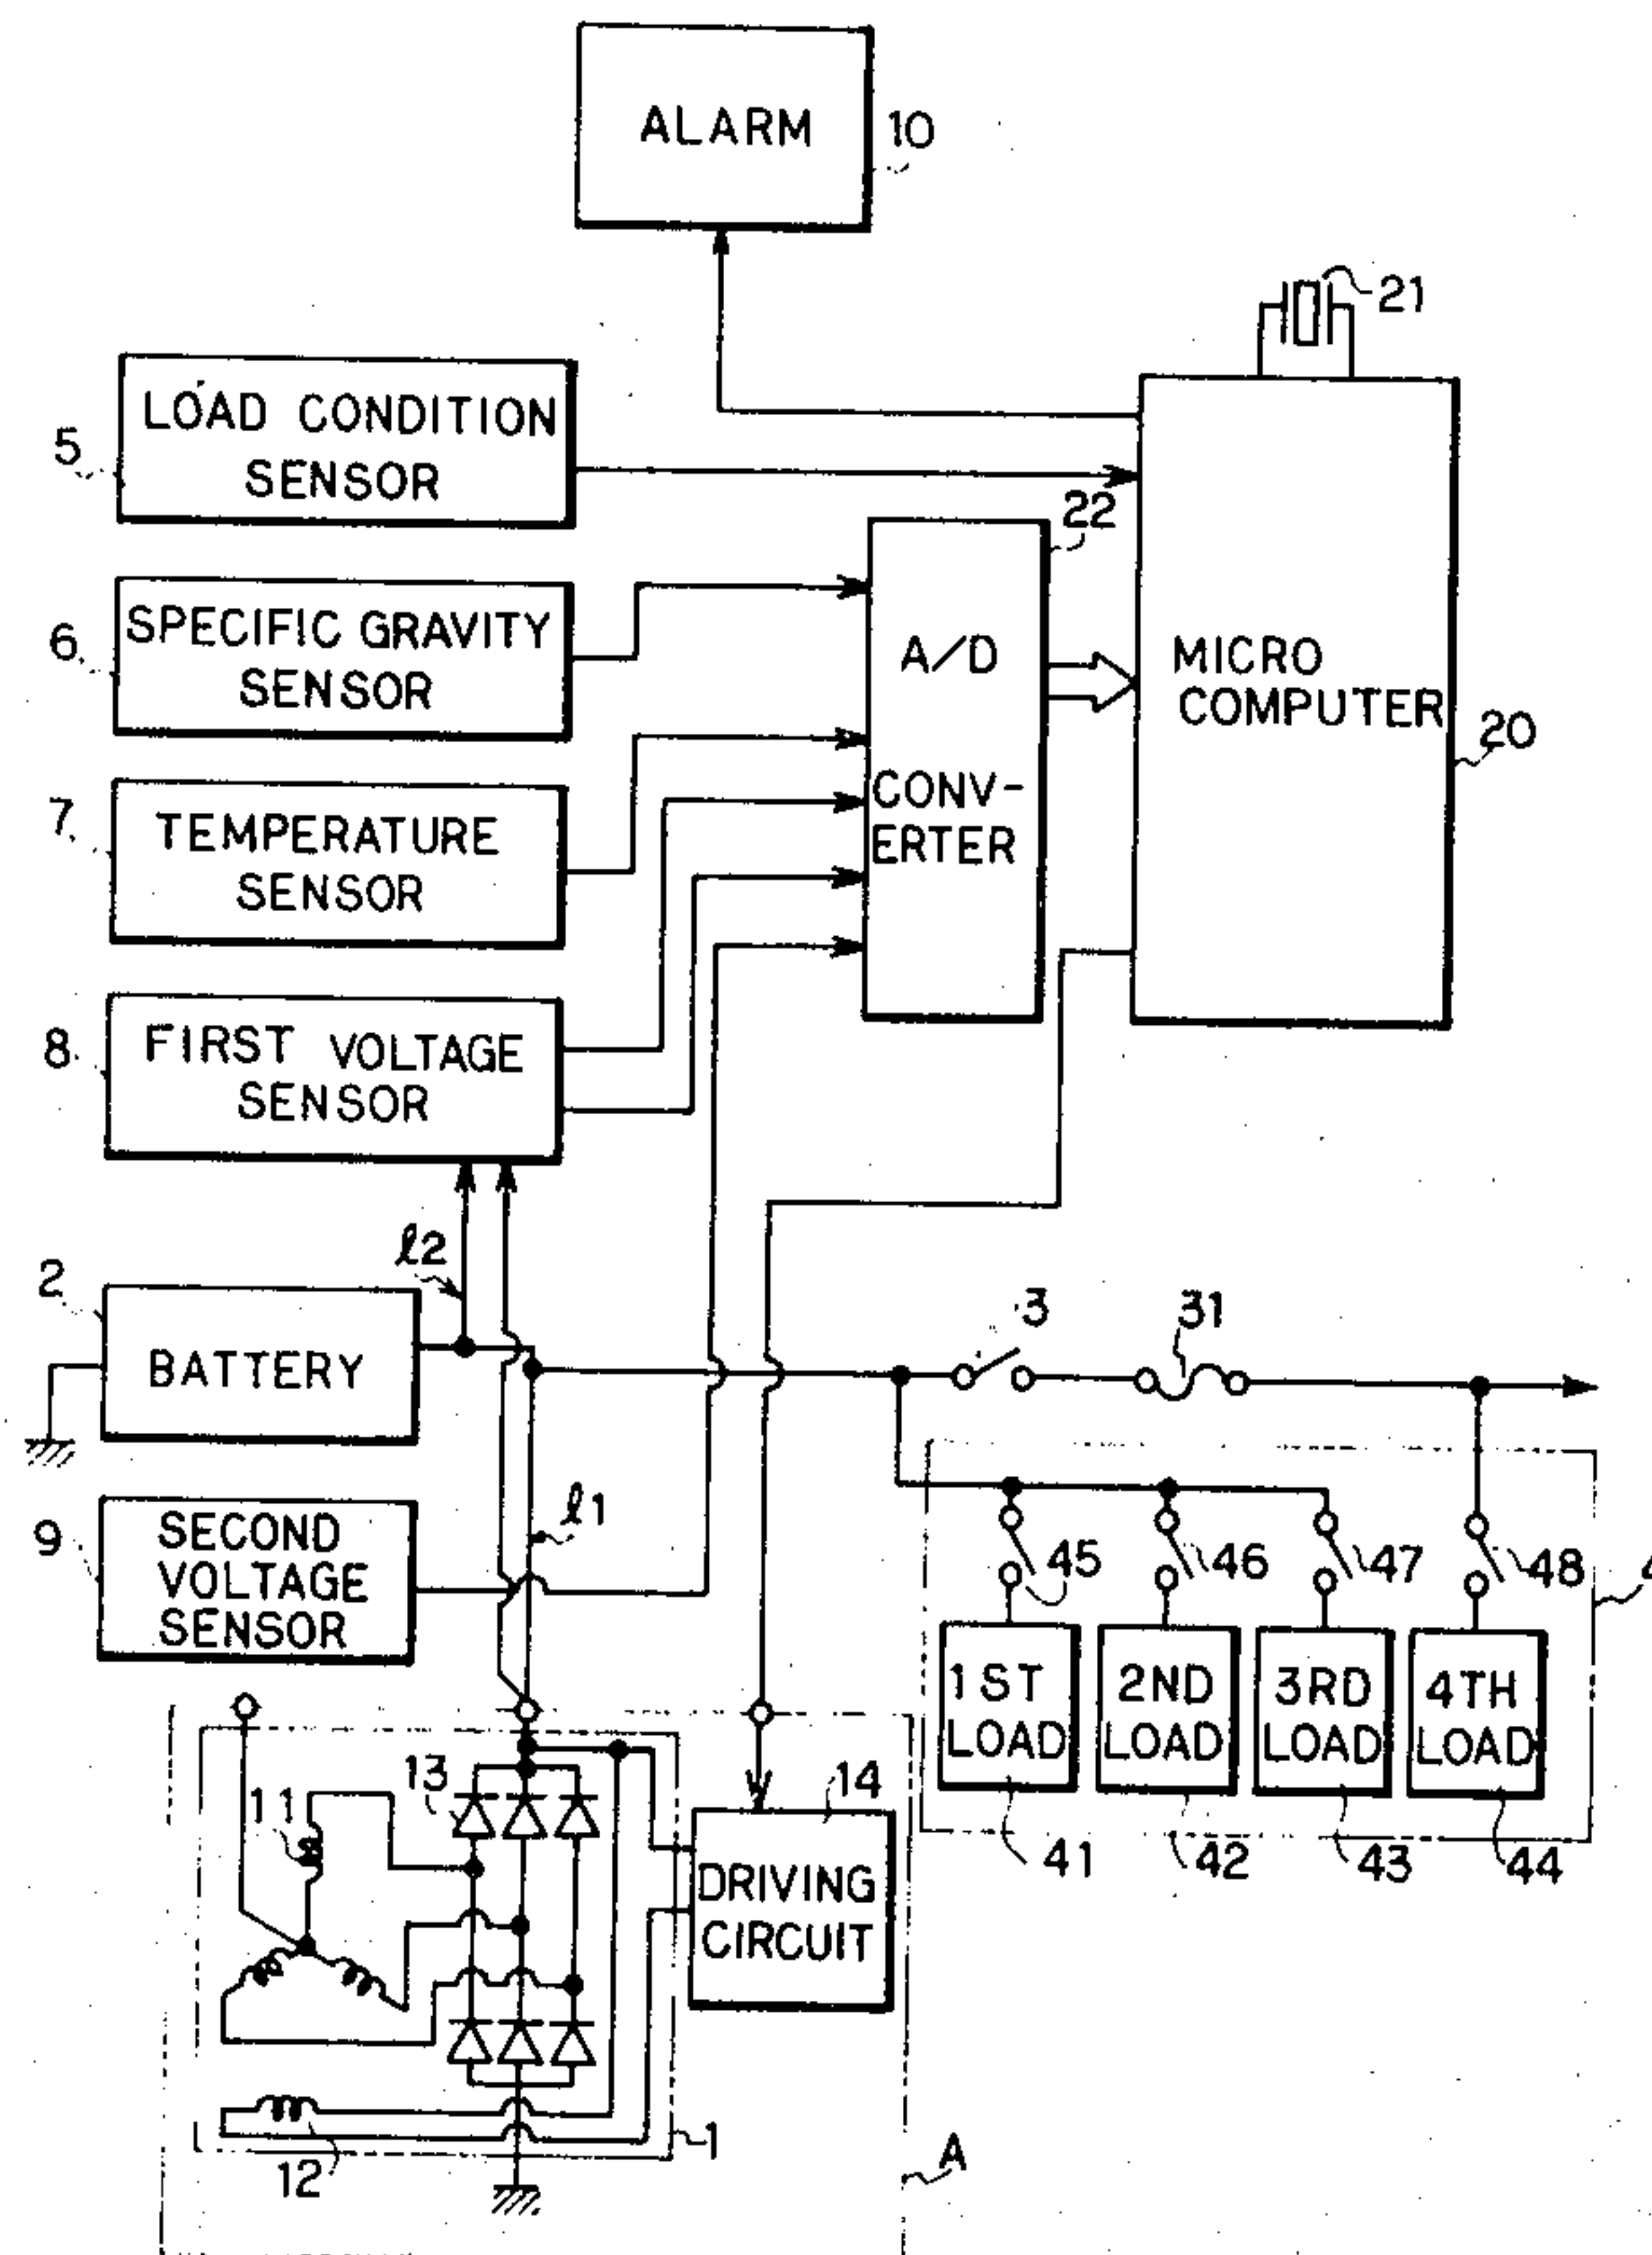 ALARM
10
21
LOAD CONDITION
SENSOR
5
22
SPECIFIC GRAVITY
SENSOR
6
A/D
CONV-
ERTER
MICRO
COMPUTER
20
TEMPERATURE
SENSOR
7
FIRST VOLTAGE
SENSOR
8
ℓ2
2
BATTERY
3
31
ℓ1
SECOND
VOLTAGE
SENSOR
9
45
46
47
48
4
1ST
LOAD
2ND
LOAD
3RD
LOAD
4TH
LOAD
41
42
43
44
13
11
14
DRIVING
CIRCUIT
12
1
A